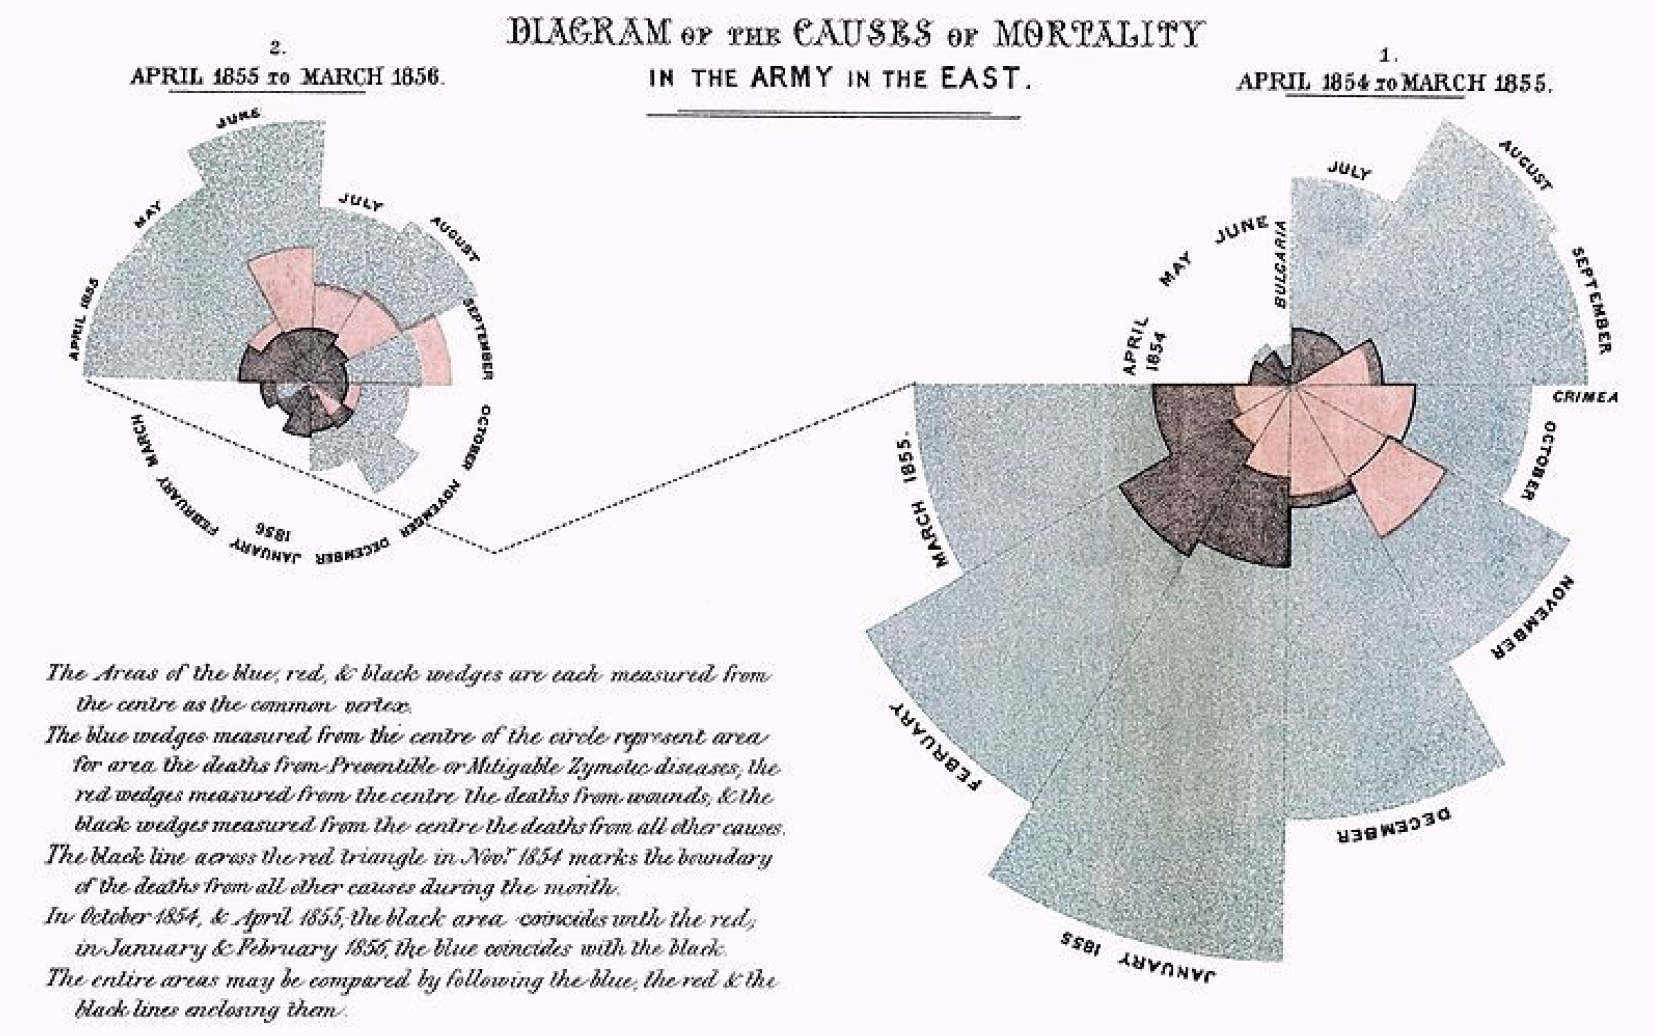 DIAGRAM OF THE CAUSES OF MORTALITY
IN THE ARMY IN THE EAST.
2.
APRIL 1855 TO MARCH 1856.
1.
APRIL 1854 TO MARCH 1855.
APRIL 1855
MAY
JUNE
JULY
AUGUST
SEPTEMBER
OCTOBER
NOVEMBER
DECEMBER
JANUARY
1856
FEBRUARY
MARCH
APRIL
1854
MAY
JUNE
BULGARIA
JULY
AUGUST
SEPTEMBER
CRIMEA
OCTOBER
NOVEMBER
DECEMBER
JANUARY 1855
FEBRUARY
MARCH 1855.
The Areas of the blue, red, & black wedges are each measured from
the centre as the common vertex.
The blue wedges measured from the centre of the circle represent area
for area the deaths from Preventible or Mitigable Zymotic diseases, the
red wedges measured from the centre the deaths from wounds, & the
black wedges measured from the centre the deaths from all other causes.
The black line across the red triangle in Novr. 1854 marks the boundary
of the deaths from all other causes during the month.
In October 1854, & April 1855, the black area coincides with the red,
in January & February 1856, the blue coincides with the black.
The entire areas may be compared by following the blue, the red & the
black lines enclosing them.